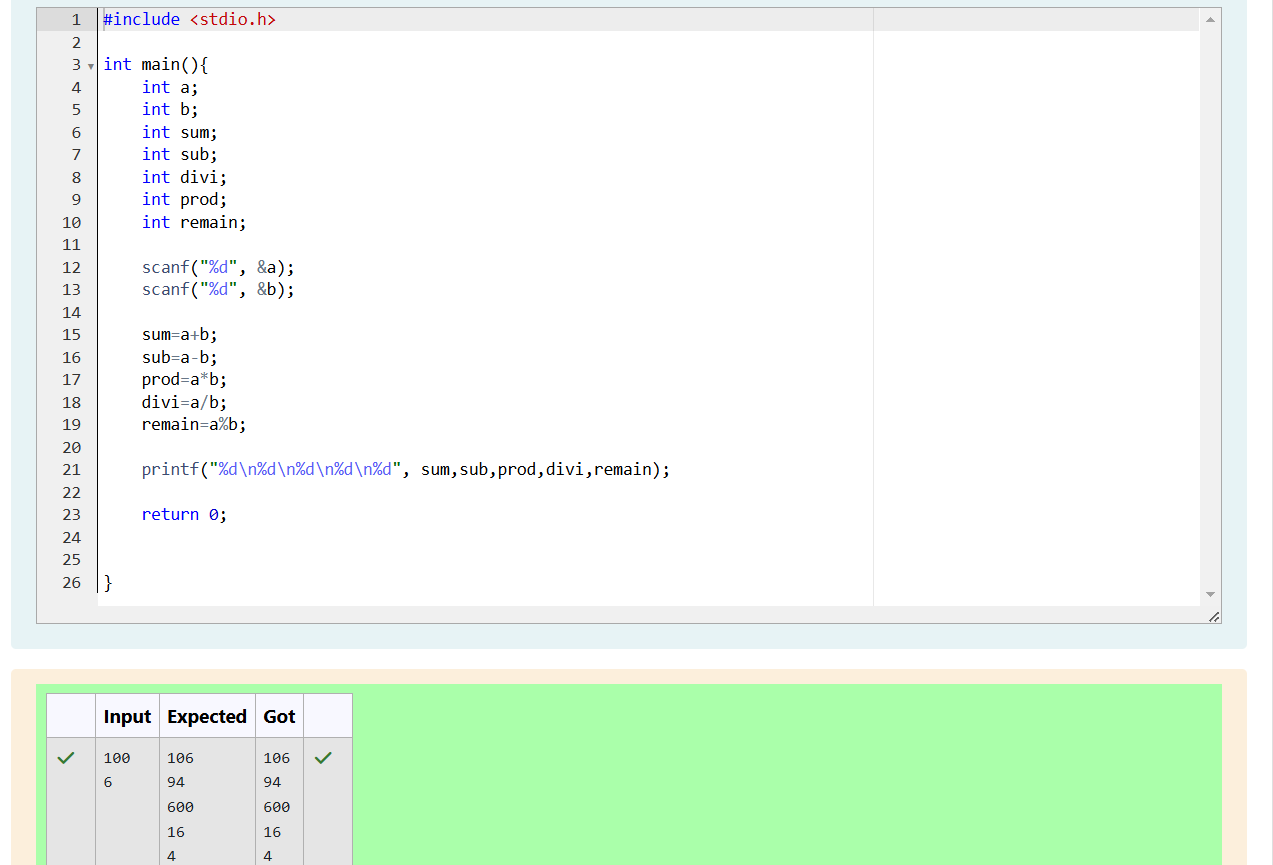 1 #include <stdio.h>
2
3 int main(){
4     int a;
5     int b;
6     int sum;
7     int sub;
8     int divi;
9     int prod;
10     int remain;
11
12     scanf("%d", &a);
13     scanf("%d", &b);
14
15     sum=a+b;
16     sub=a-b;
17     prod=a*b;
18     divi=a/b;
19     remain=a%b;
20
21     printf("%d\n%d\n%d\n%d\n%d", sum,sub,prod,divi,remain);
22
23     return 0;
24
25
26 }
Input Expected Got
100 106 106
6 94 94
600 600
16 16
4 4